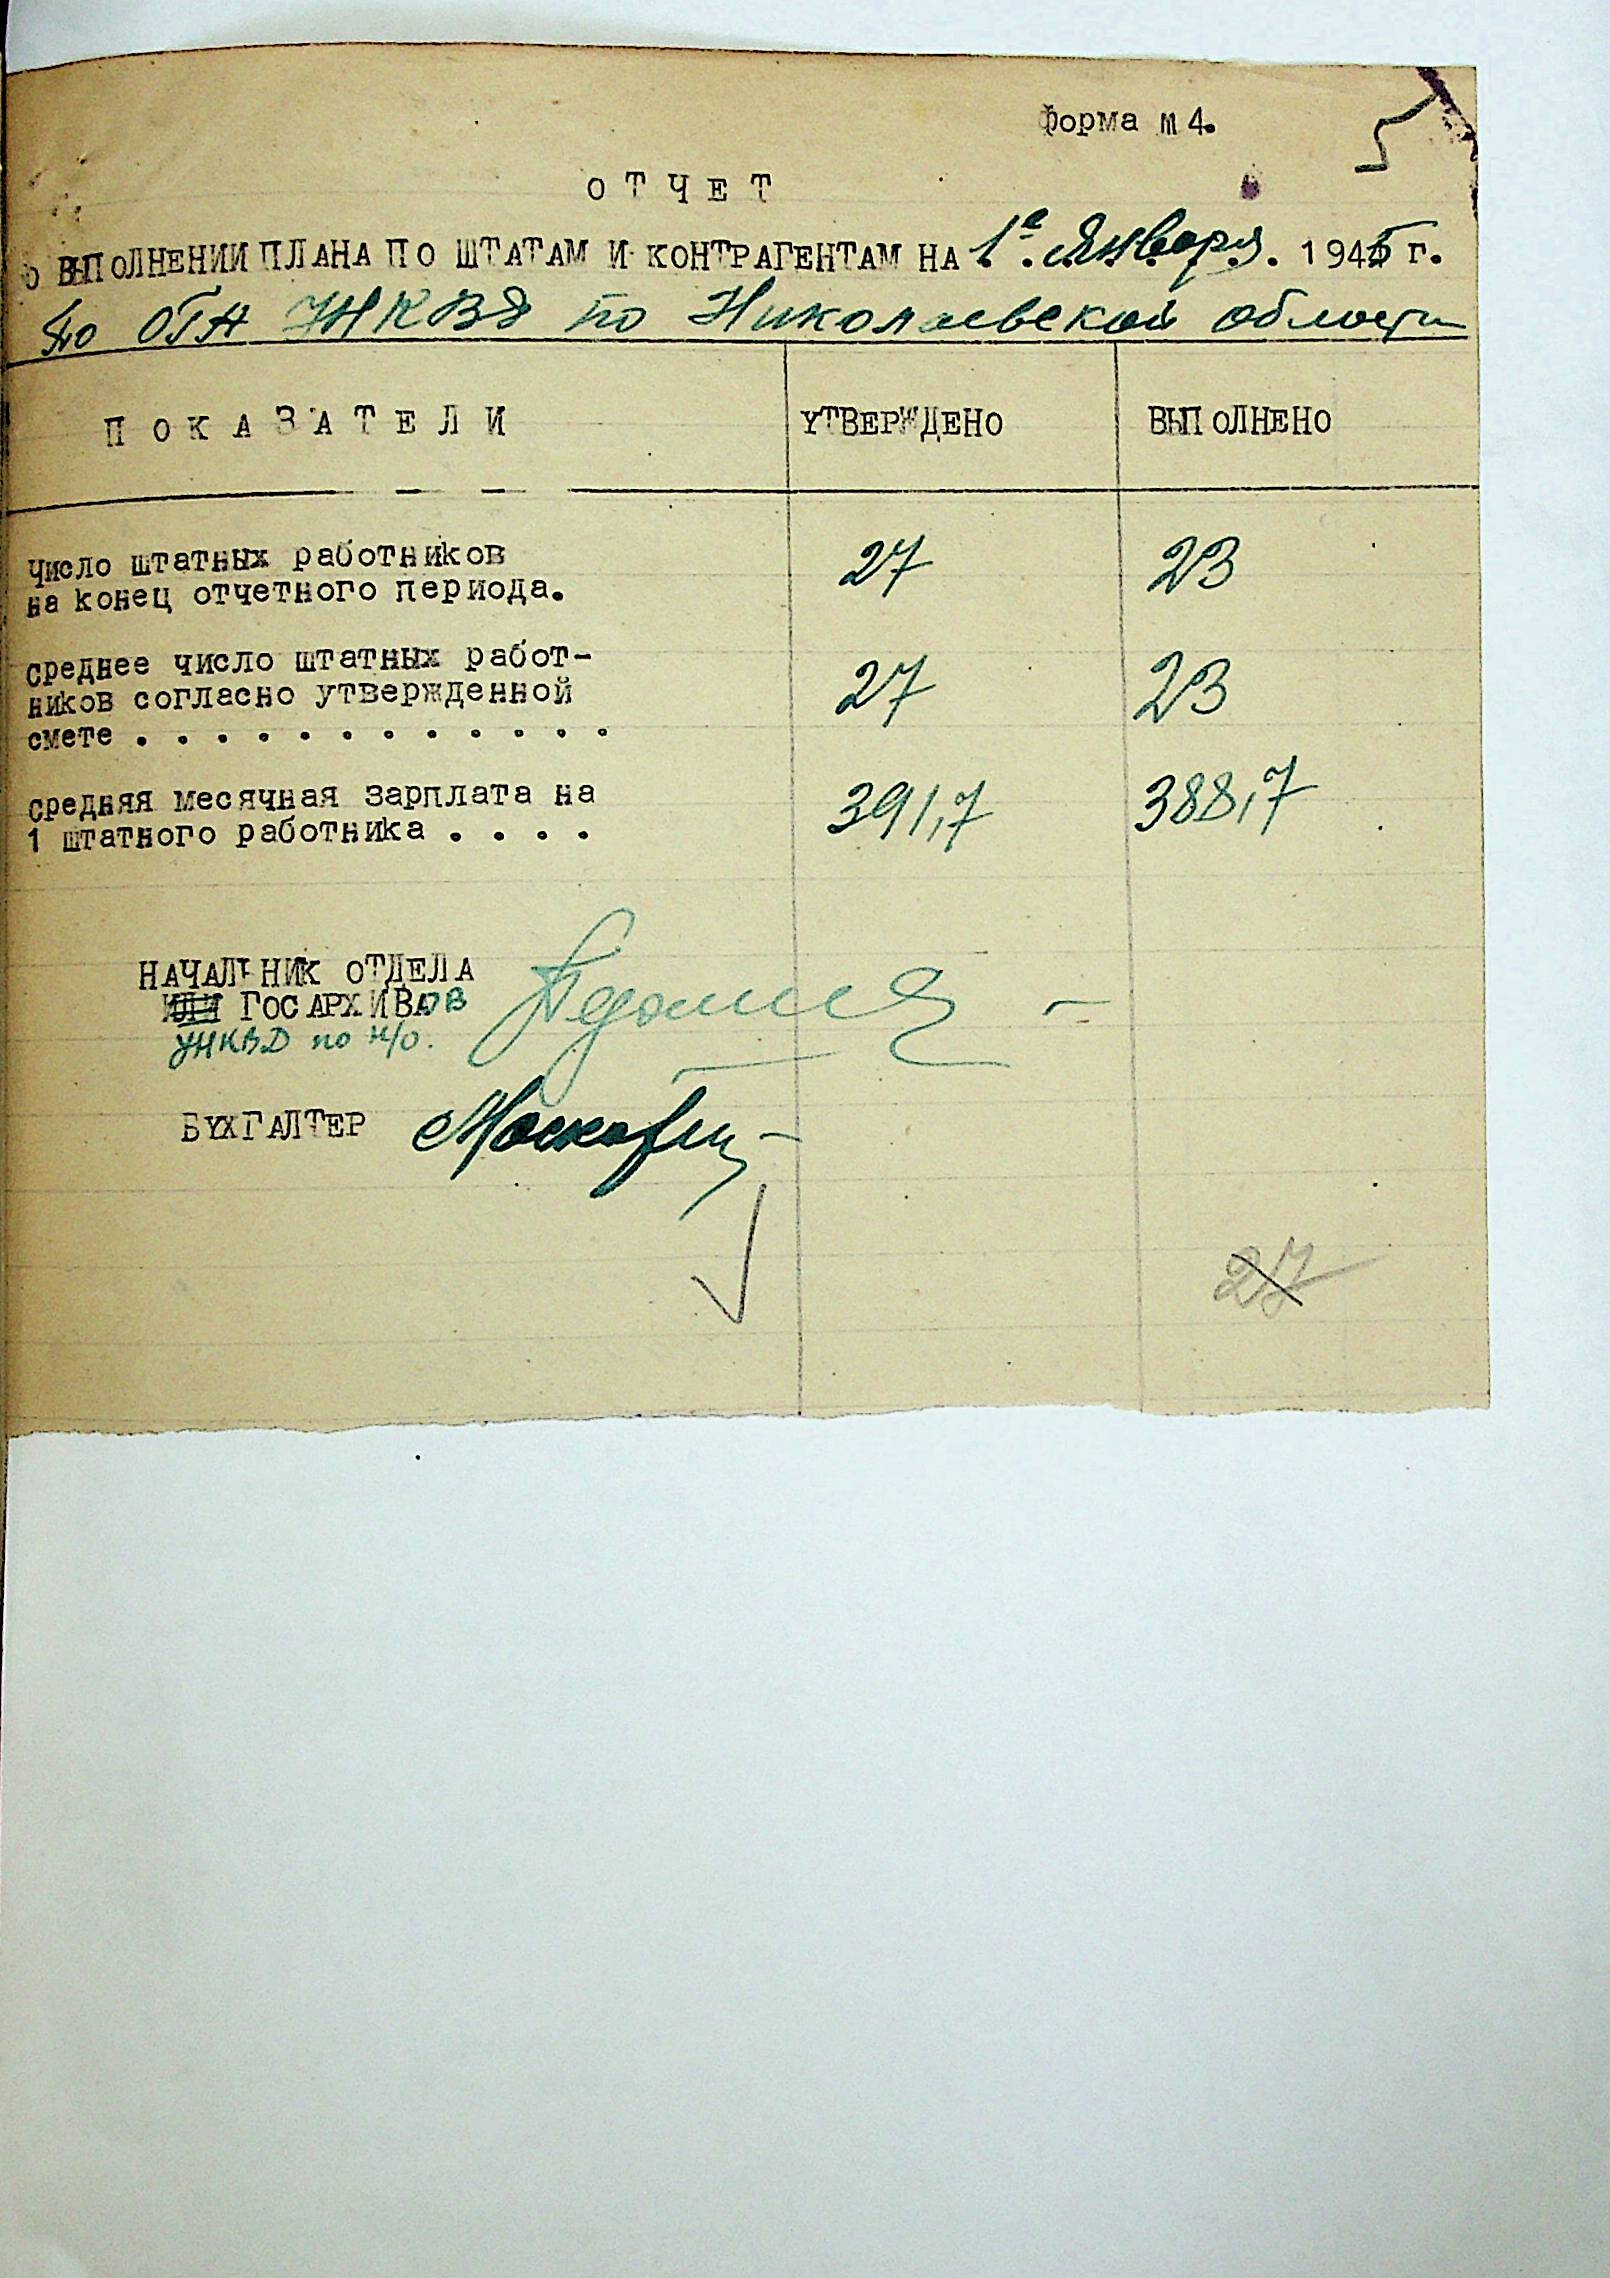 форма № 4.
5
ОТЧЕТ
О ВЫПОЛНЕНИИ ПЛАНА ПО ШТАТАМ И КОНТРАГЕНТАМ НА 1е Января. 1945 г.
По ОГА УНКВД по Николаевской области
ПОКАЗАТЕЛИ УТВЕРЖДЕНО ВЫПОЛНЕНО
число штатных работников
на конец отчетного периода. 27 23
среднее число штатных работ-
ников согласно утвержденной 27 23
смете . . . . . . . . . . . .
средняя месячная зарплата на 391,7 388,7
1 штатного работника . . . .
НАЧАЛЬНИК ОТДЕЛА
ИЛИ ГОСАРХИВОВ
УНКВД по н/о.
БУХГАЛТЕР
27